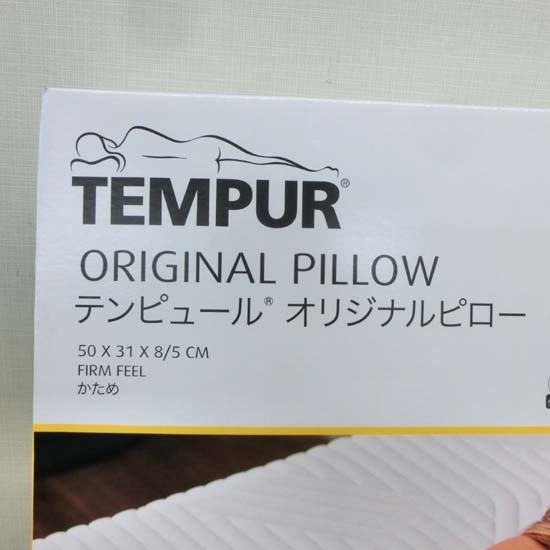 TEMPUR®
ORIGINAL PILLOW
テンピュール® オリジナルピロー
50 X 31 X 8/5 CM
FIRM FEEL
かため